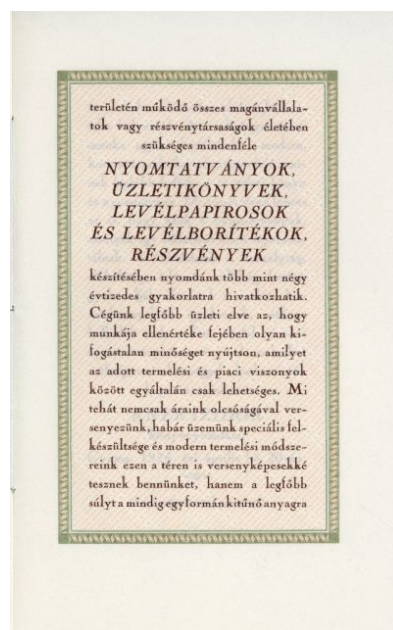 területén működő összes magánvállala-
tok vagy részvénytársaságok életében
szükséges mindenféle
NYOMTATVÁNYOK,
ÜZLETIKÖNYVEK,
LEVÉLPAPIROSOK
ÉS LEVÉLBORÍTÉKOK,
RÉSZVÉNYEK
készítésében nyomdánk több mint négy
évtizedes gyakorlatra hivatkozhatik.
Cégünk legfőbb üzleti elve az, hogy
munkája ellenértéke fejében olyan ki-
fogástalan minőséget nyújtson, amilyet
az adott termelési és piaci viszonyok
között egyáltalán csak lehetséges. Mi
tehát nemcsak áraink olcsóságával ver-
senyezünk, habár üzemünk speciális fel-
készültsége és modern termelési módsze-
reink ezen a téren is versenyképesekké
tesznek bennünket, hanem a legfőbb
súlyt a mindig egyformán kitűnő anyagra